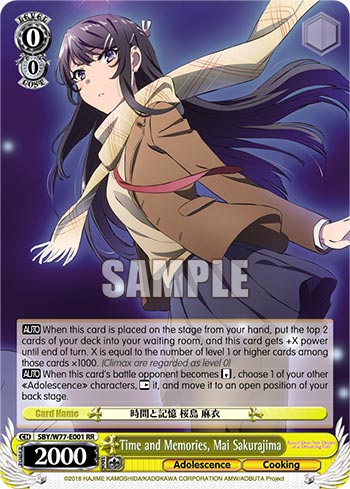 LEVEL
0
0
COST
SAMPLE
AUTO When this card is placed on the stage from your hand, put the top 2
cards of your deck into your waiting room, and this card gets +X power
until end of turn. X is equal to the number of level 1 or higher cards among
those cards ×1000. (Climax are regarded as level 0)
AUTO When this card's battle opponent becomes [ ], choose 1 of your other
«Adolescence» characters, [ ] it, and move it to an open position of your
back stage.
Card Name
時間と記憶 桜島 麻衣
CH
SBY/W77-E001 RR
Time and Memories, Mai Sakurajima
2000
Adolescence
Cooking
©2018 HAJIME KAMOSHIDA/KADOKAWA CORPORATION AMW/AOBUTA Project